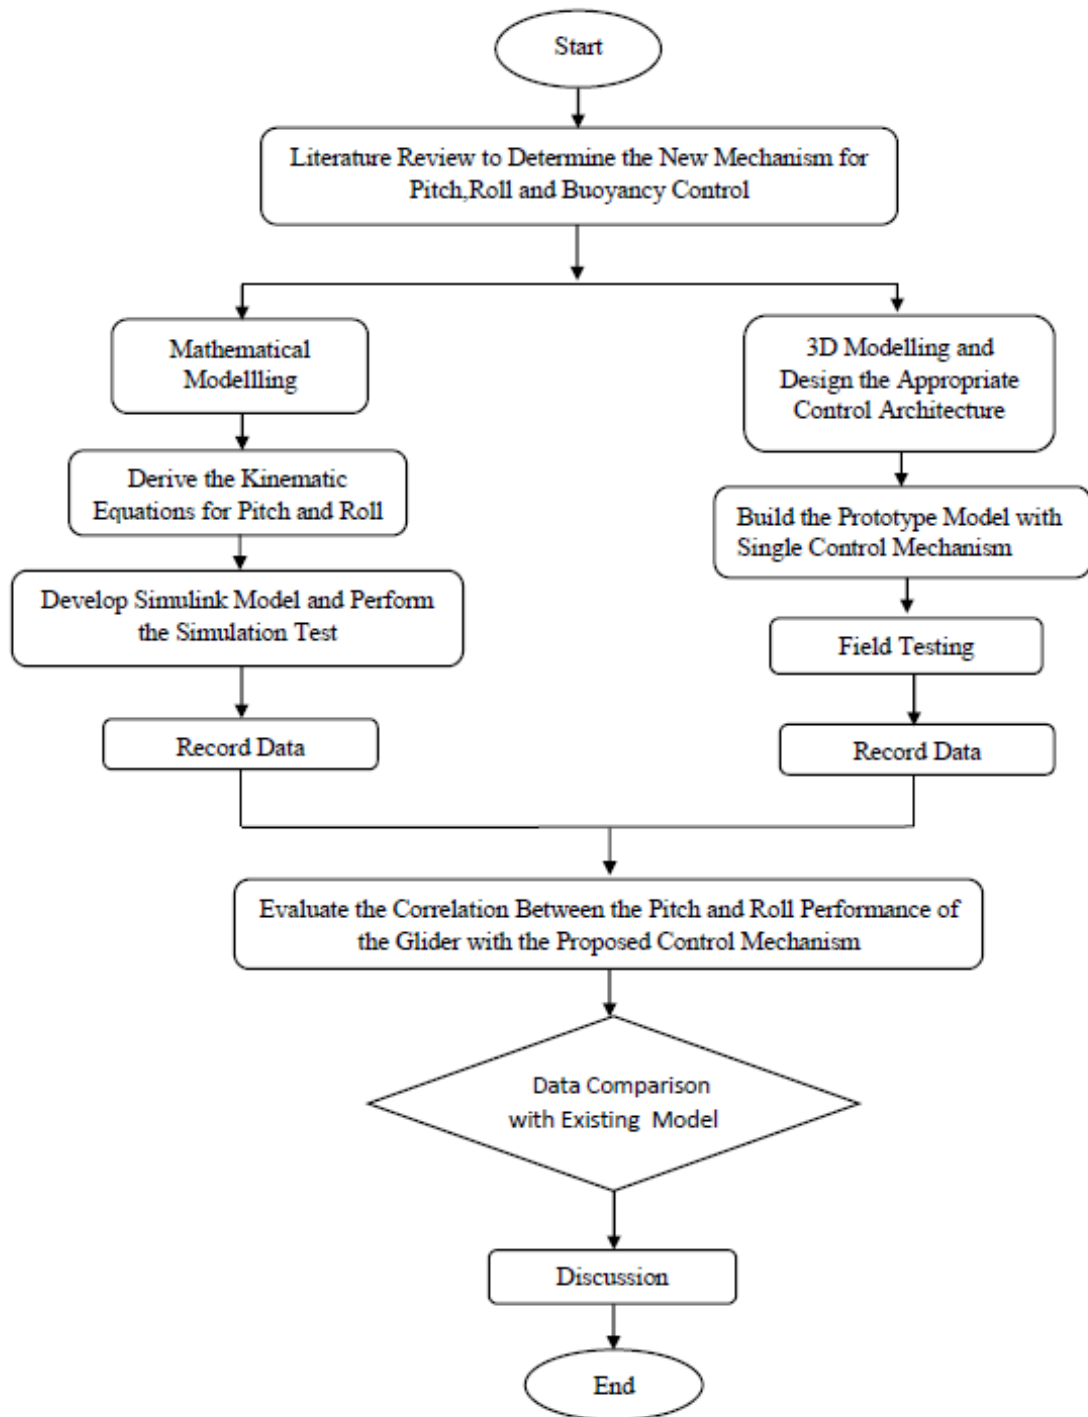 Start
Literature Review to Determine the New Mechanism for
Pitch,Roll and Buoyancy Control
Mathematical
Modellling
Derive the Kinematic
Equations for Pitch and Roll
Develop Simulink Model and Perform
the Simulation Test
Record Data
3D Modelling and
Design the Appropriate
Control Architecture
Build the Prototype Model with
Single Control Mechanism
Field Testing
Record Data
Evaluate the Correlation Between the Pitch and Roll Performance of
the Glider with the Proposed Control Mechanism
Data Comparison
with Existing Model
Discussion
End